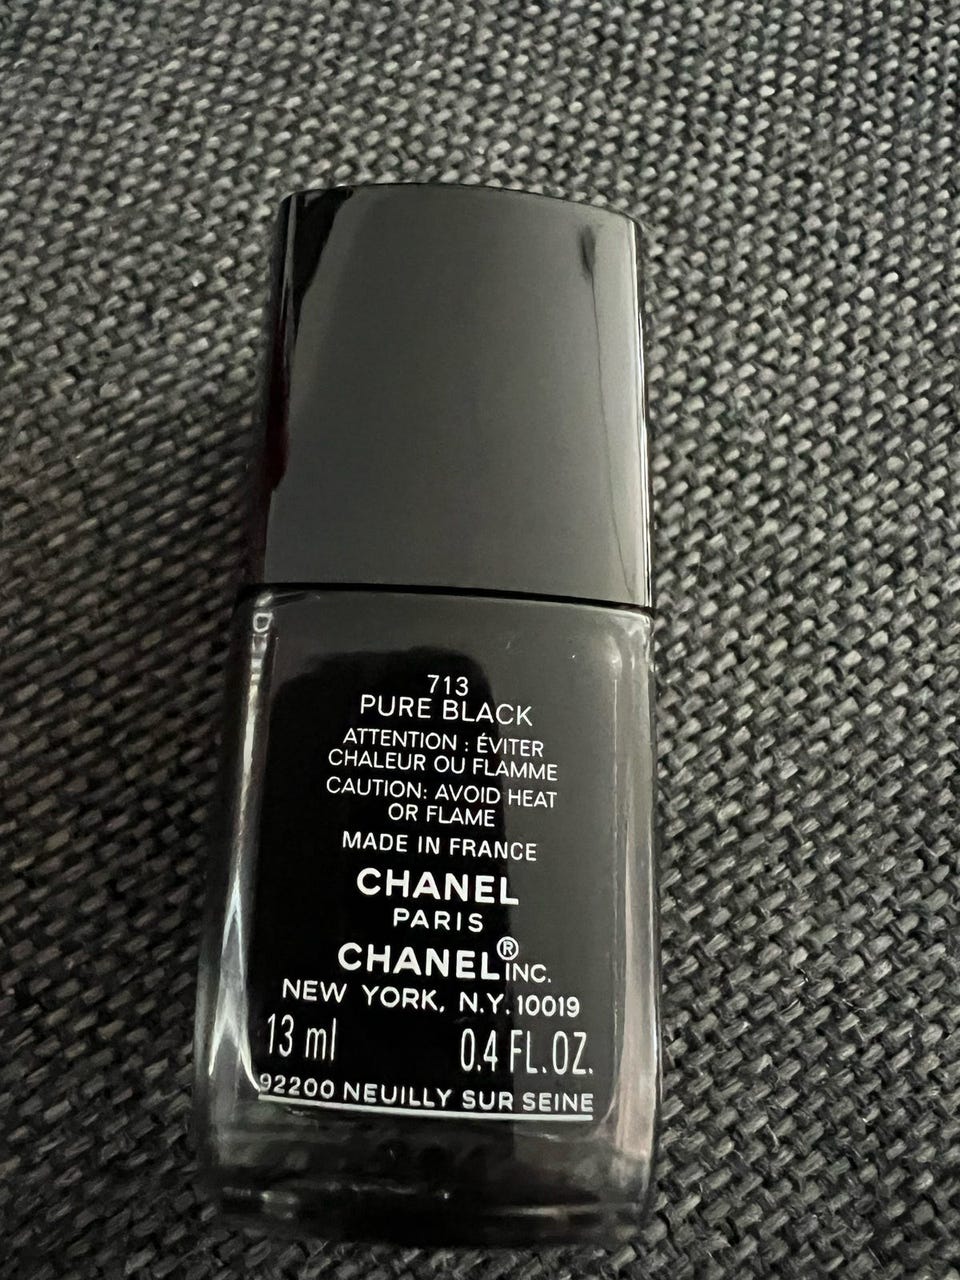 713
PURE BLACK
ATTENTION : ÉVITER
CHALEUR OU FLAMME
CAUTION: AVOID HEAT
OR FLAME
MADE IN FRANCE
CHANEL
PARIS
CHANEL® INC.
NEW YORK, N.Y. 10019
13 ml 0.4 FL.OZ.
92200 NEUILLY SUR SEINE